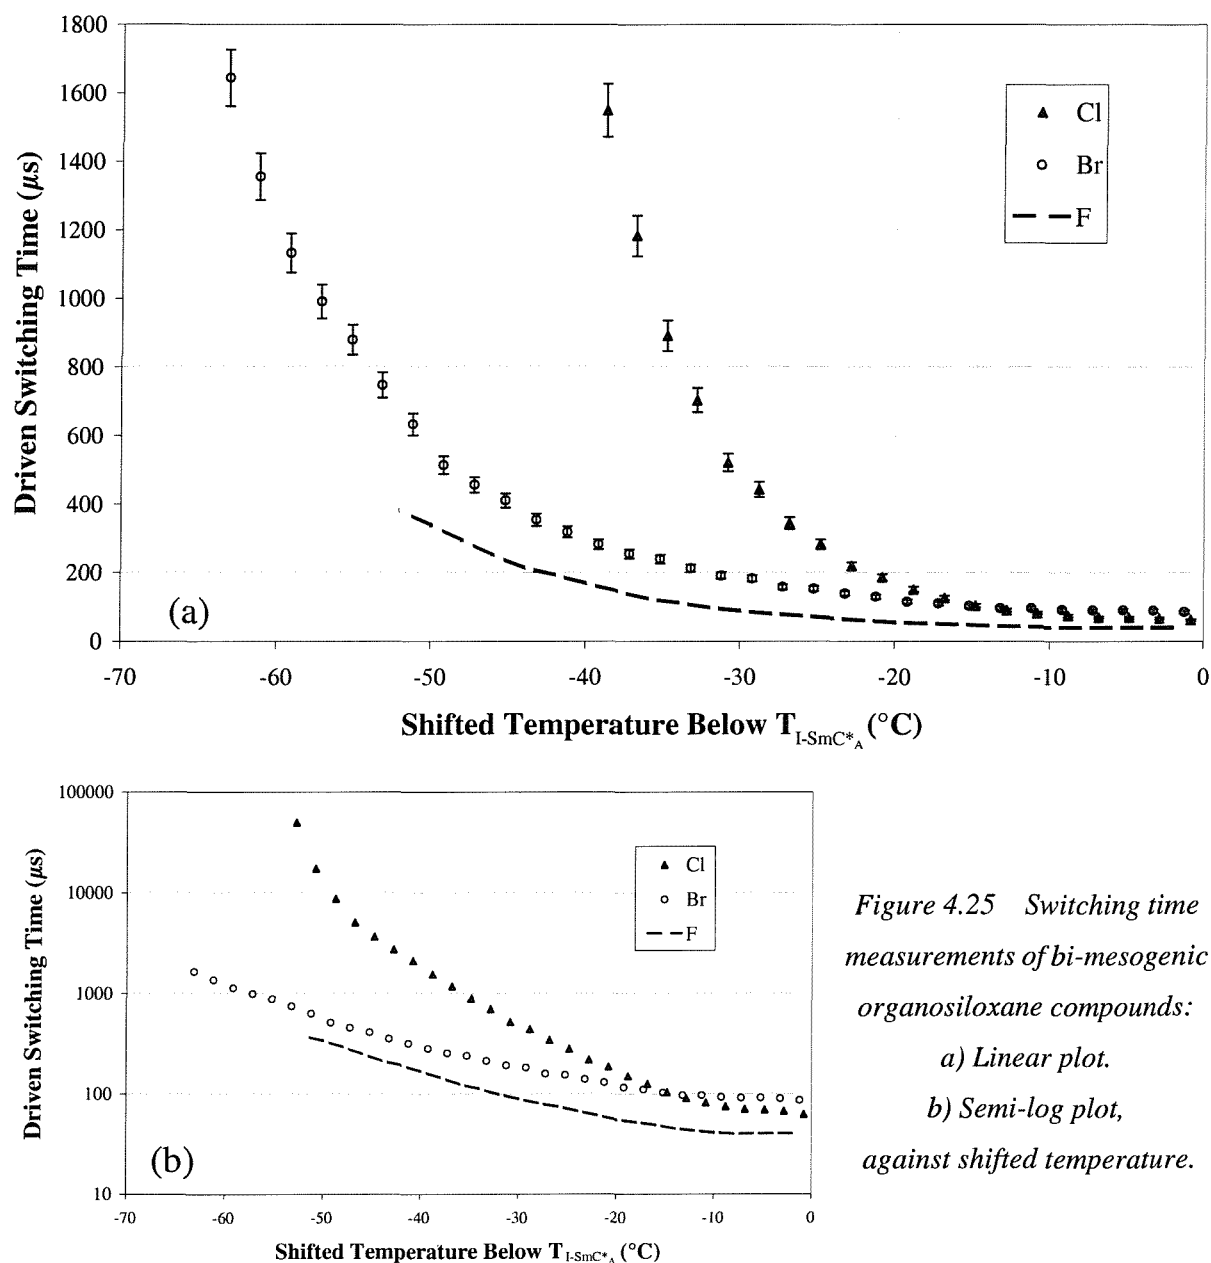 1800
1600
1400
1200
1000
800
600
400
200
0
Driven Switching Time (μs)
Cl
Br
F
(a)
-70
-60
-50
-40
-30
-20
-10
0
Shifted Temperature Below T I-SmC*A (°C)
100000
10000
1000
100
10
Driven Switching Time (μs)
Cl
Br
F
(b)
-70
-60
-50
-40
-30
-20
-10
0
Shifted Temperature Below T I-SmC*A (°C)
Figure 4.25 Switching time
measurements of bi-mesogenic
organosiloxane compounds:
a) Linear plot.
b) Semi-log plot,
against shifted temperature.